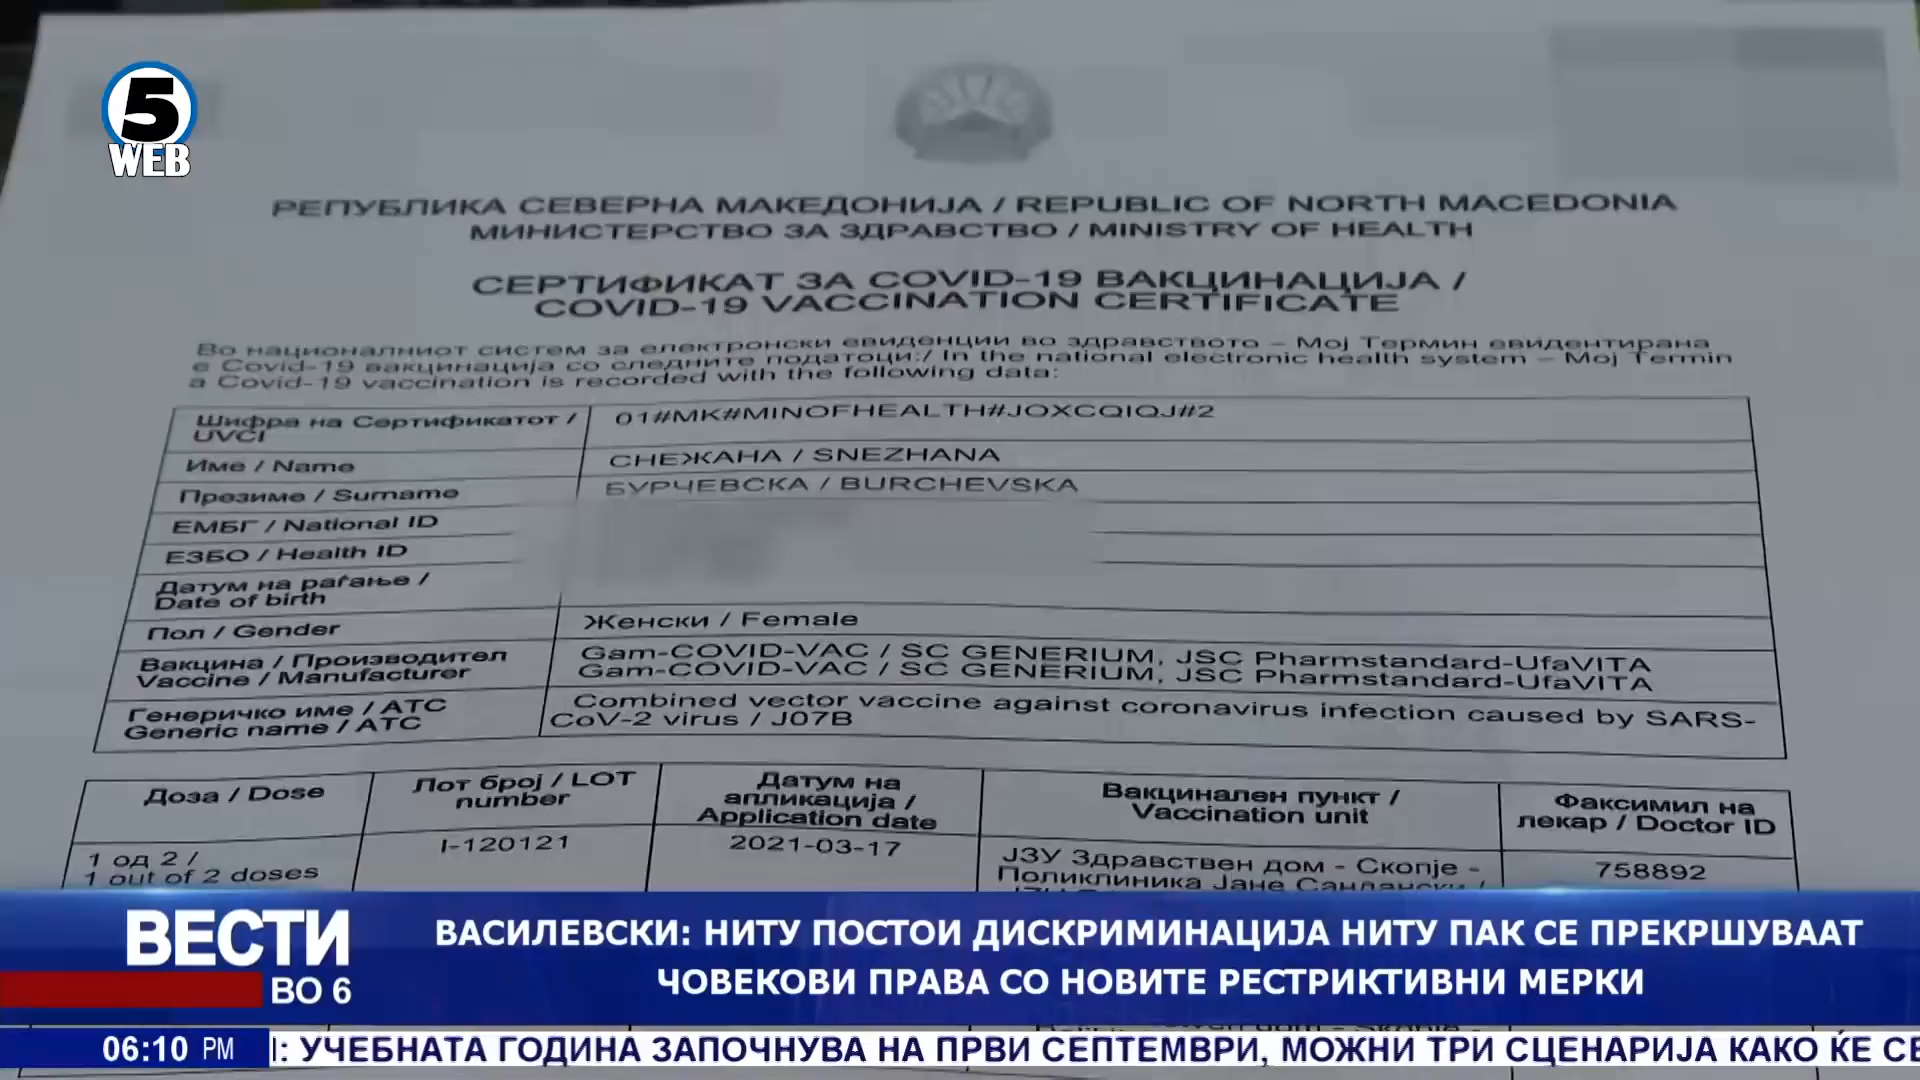 5
WEB
РЕПУБЛИКА СЕВЕРНА МАКЕДОНИЈА / REPUBLIC OF NORTH MACEDONIA
МИНИСТЕРСТВО ЗА ЗДРАВСТВО / MINISTRY OF HEALTH
СЕРТИФИКАТ ЗА COVID-19 ВАКЦИНАЦИЈА /
COVID-19 VACCINATION CERTIFICATE
Во националниот систем за електронски евиденции во здравството – Мој Термин евидентирана
е Covid-19 вакцинација со следните податоци:/ In the national electronic health system – Moj Termin
a Covid-19 vaccination is recorded with the following data:
Шифра на Сертификатот /
UVCI
01#MK#MINOFHEALTH#JOXCQIQJ#2
Име / Name
СНЕЖАНА / SNEZHANA
Презиме / Surname
БУРЧЕВСКА / BURCHEVSKA
ЕМБГ / National ID
ЕЗБО / Health ID
Датум на раѓање /
Date of birth
Пол / Gender
Женски / Female
Вакцина / Производител
Vaccine / Manufacturer
Gam-COVID-VAC / SC GENERIUM, JSC Pharmstandard-UfaVITA
Gam-COVID-VAC / SC GENERIUM, JSC Pharmstandard-UfaVITA
Генеричко име / ATC
Generic name / ATC
Combined vector vaccine against coronavirus infection caused by SARS-
CoV-2 virus / J07B
Доза / Dose
Лот број / LOT
number
Датум на
апликација /
Application date
Вакцинален пункт /
Vaccination unit
Факсимил на
лекар / Doctor ID
1 од 2 /
1 out of 2 doses
I-120121
2021-03-17
ЈЗУ Здравствен дом - Скопје -
Поликлиника Јане Сандански /
758892
ВЕСТИ
ВО 6
ВАСИЛЕВСКИ: НИТУ ПОСТОИ ДИСКРИМИНАЦИЈА НИТУ ПАК СЕ ПРЕКРШУВААТ
ЧОВЕКОВИ ПРАВА СО НОВИТЕ РЕСТРИКТИВНИ МЕРКИ
06:10 PM
: УЧЕБНАТА ГОДИНА ЗАПОЧНУВА НА ПРВИ СЕПТЕМВРИ, МОЖНИ ТРИ СЦЕНАРИЈА КАКО ЌЕ СЕ